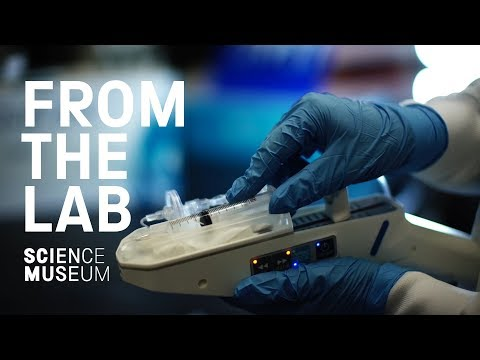 FROM
THE
LAB
SCIENCE
MUSEUM